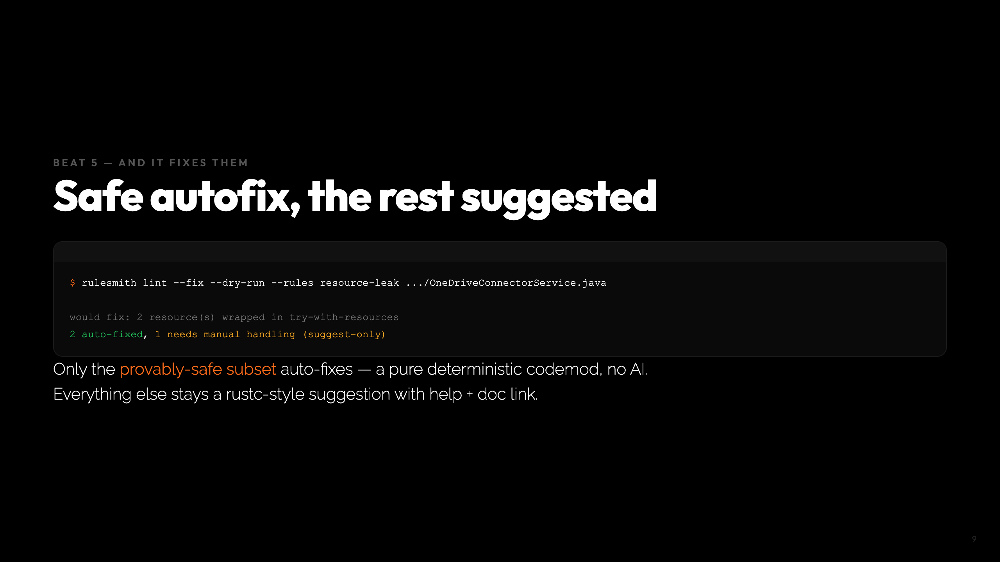 BEAT 5 — AND IT FIXES THEM
Safe autofix, the rest suggested
$ rulesmith lint --fix --dry-run --rules resource-leak .../OneDriveConnectorService.java
would fix: 2 resource(s) wrapped in try-with-resources
2 auto-fixed, 1 needs manual handling (suggest-only)
Only the provably-safe subset auto-fixes — a pure deterministic codemod, no AI.
Everything else stays a rustc-style suggestion with help + doc link.
9